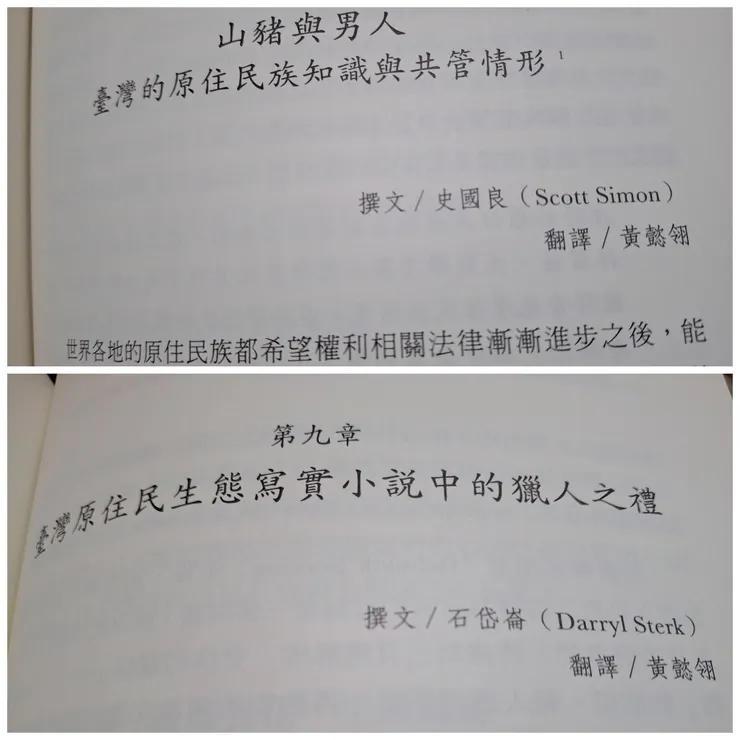 山豬與男人
臺灣的原住民族知識與共管情形1
撰文/史國良(Scott Simon)
翻譯/黃懿翎
世界各地的原住民族都希望權利相關法律漸漸進步之後,能
第九章
臺灣原住民生態寫實小說中的獵人之禮
撰文/石岱崙(Darryl Sterk)
翻譯/黃懿翎